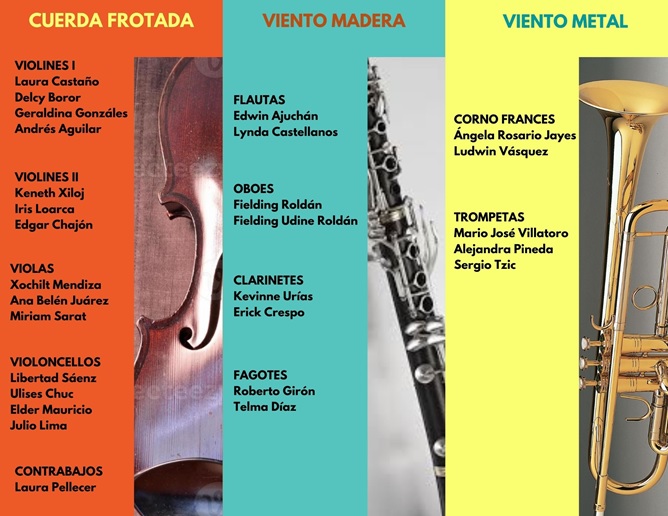 CUERDA FROTADA
VIOLINES I
Laura Castaño
Delcy Boror
Geraldina Gonzáles
Andrés Aguilar
VIOLINES II
Keneth Xiloj
Iris Loarca
Edgar Chajón
VIOLAS
Xochilt Mendiza
Ana Belén Juárez
Miriam Sarat
VIOLONCELLOS
Libertad Sáenz
Ulises Chuc
Elder Mauricio
Julio Lima
CONTRABAJOS
Laura Pellecer
VIENTO MADERA
FLAUTAS
Edwin Ajuchán
Lynda Castellanos
OBOES
Fielding Roldán
Fielding Udine Roldán
CLARINETES
Kevinne Urías
Erick Crespo
FAGOTES
Roberto Girón
Telma Díaz
VIENTO METAL
CORNO FRANCES
Ángela Rosario Jayes
Ludwin Vásquez
TROMPETAS
Mario José Villatoro
Alejandra Pineda
Sergio Tzic